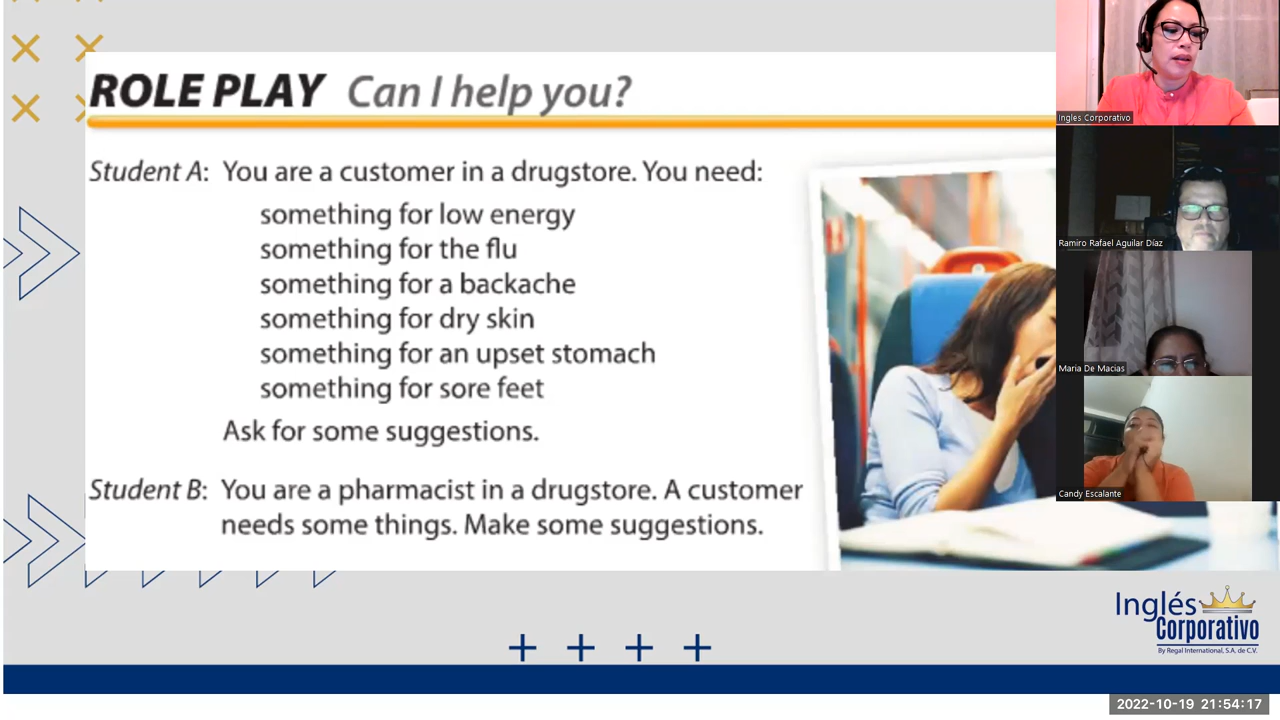 ROLE PLAY Can I help you?
Student A: You are a customer in a drugstore. You need:
something for low energy
something for the flu
something for a backache
something for dry skin
something for an upset stomach
something for sore feet
Ask for some suggestions.
Student B: You are a pharmacist in a drugstore. A customer
needs some things. Make some suggestions.
Ingles Corporativo
Ramiro Rafael Aguilar Díaz
Maria De Macias
Candy Escalante
Inglés
Corporativo
By Regal International, S.A. de C.V.
2022-10-19 21:54:17